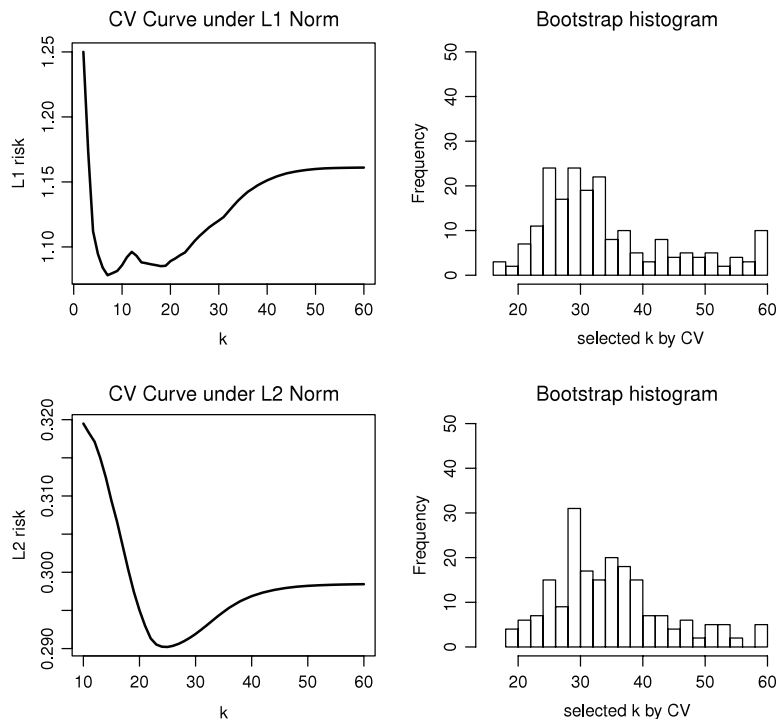 CV Curve under L1 Norm
L1 risk
1.25
1.20
1.15
1.10
0 10 20 30 40 50 60
k
Bootstrap histogram
Frequency
50
40
30
20
10
0
20 30 40 50 60
selected k by CV
CV Curve under L2 Norm
L2 risk
0.320
0.310
0.300
0.290
10 20 30 40 50 60
k
Bootstrap histogram
Frequency
50
40
30
20
10
0
20 30 40 50 60
selected k by CV